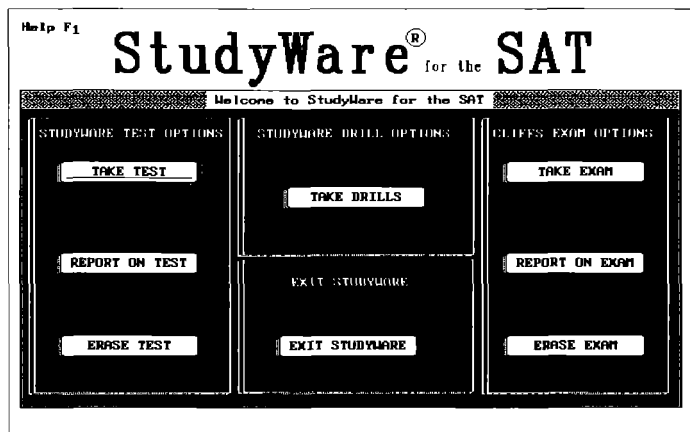 Help F1
StudyWare® for the SAT
Welcome to StudyWare for the SAT
STUDYWARE TEST OPTIONS
TAKE TEST
REPORT ON TEST
ERASE TEST
STUDYWARE DRILL OPTIONS
TAKE DRILLS
EXIT STUDYWARE
EXIT STUDYWARE
CLIFFS EXAM OPTIONS
TAKE EXAM
REPORT ON EXAM
ERASE EXAM